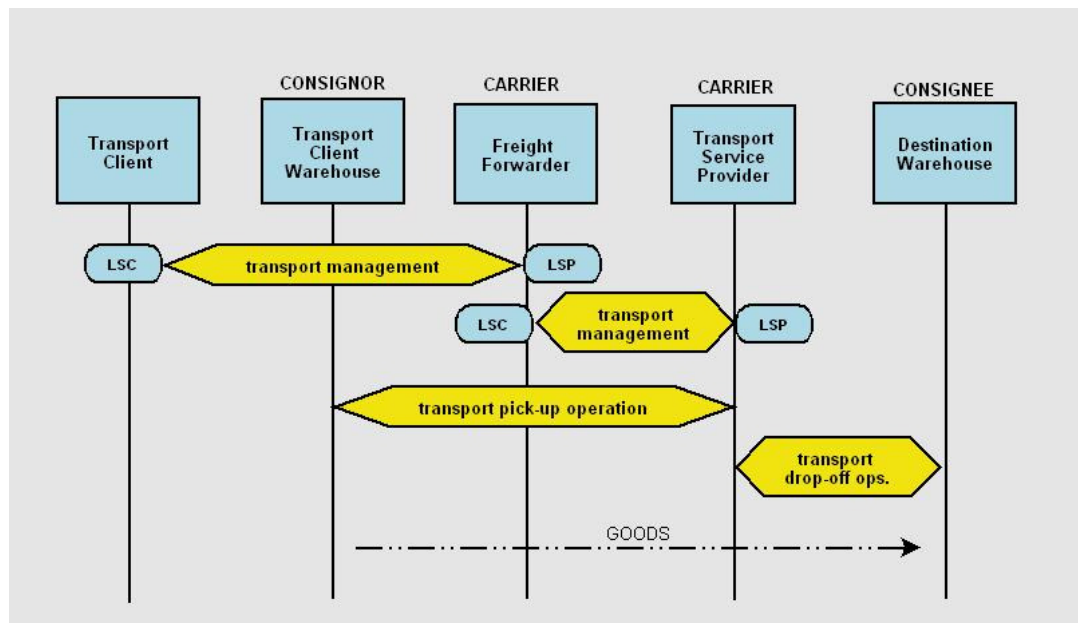 CONSIGNOR
CARRIER
CARRIER
CONSIGNEE
Transport
Client
Transport
Client
Warehouse
Freight
Forwarder
Transport
Service
Provider
Destination
Warehouse
LSC
transport management
LSP
LSC
transport
management
LSP
transport pick-up operation
transport
drop-off ops.
GOODS